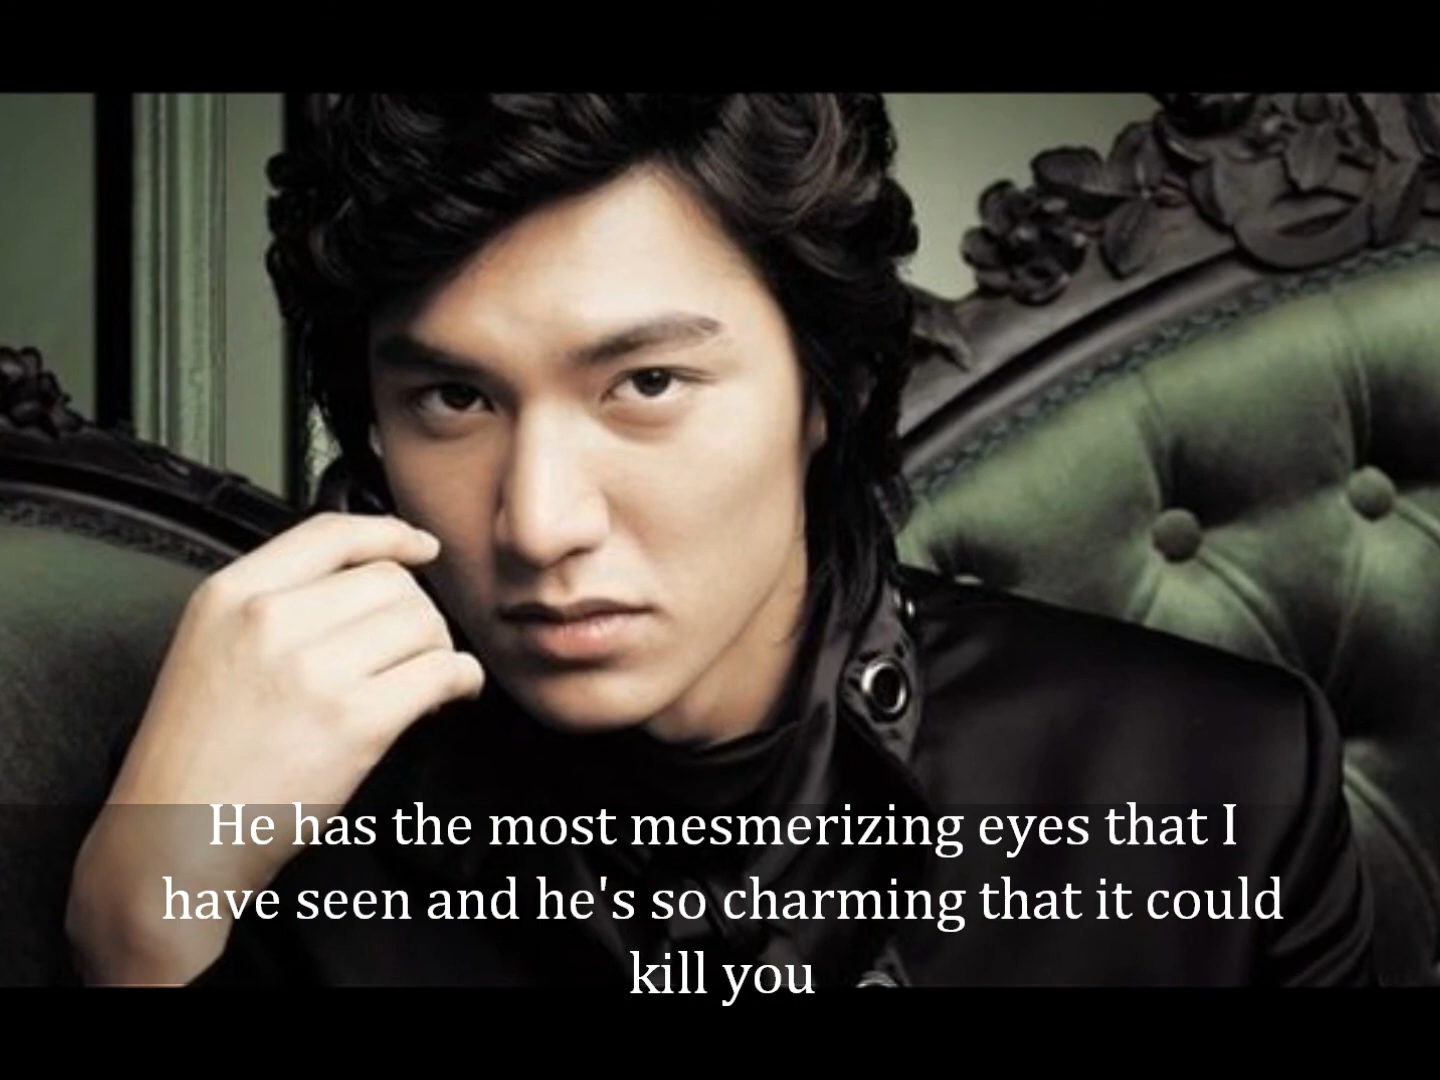 He has the most mesmerizing eyes that I
have seen and he's so charming that it could
kill you